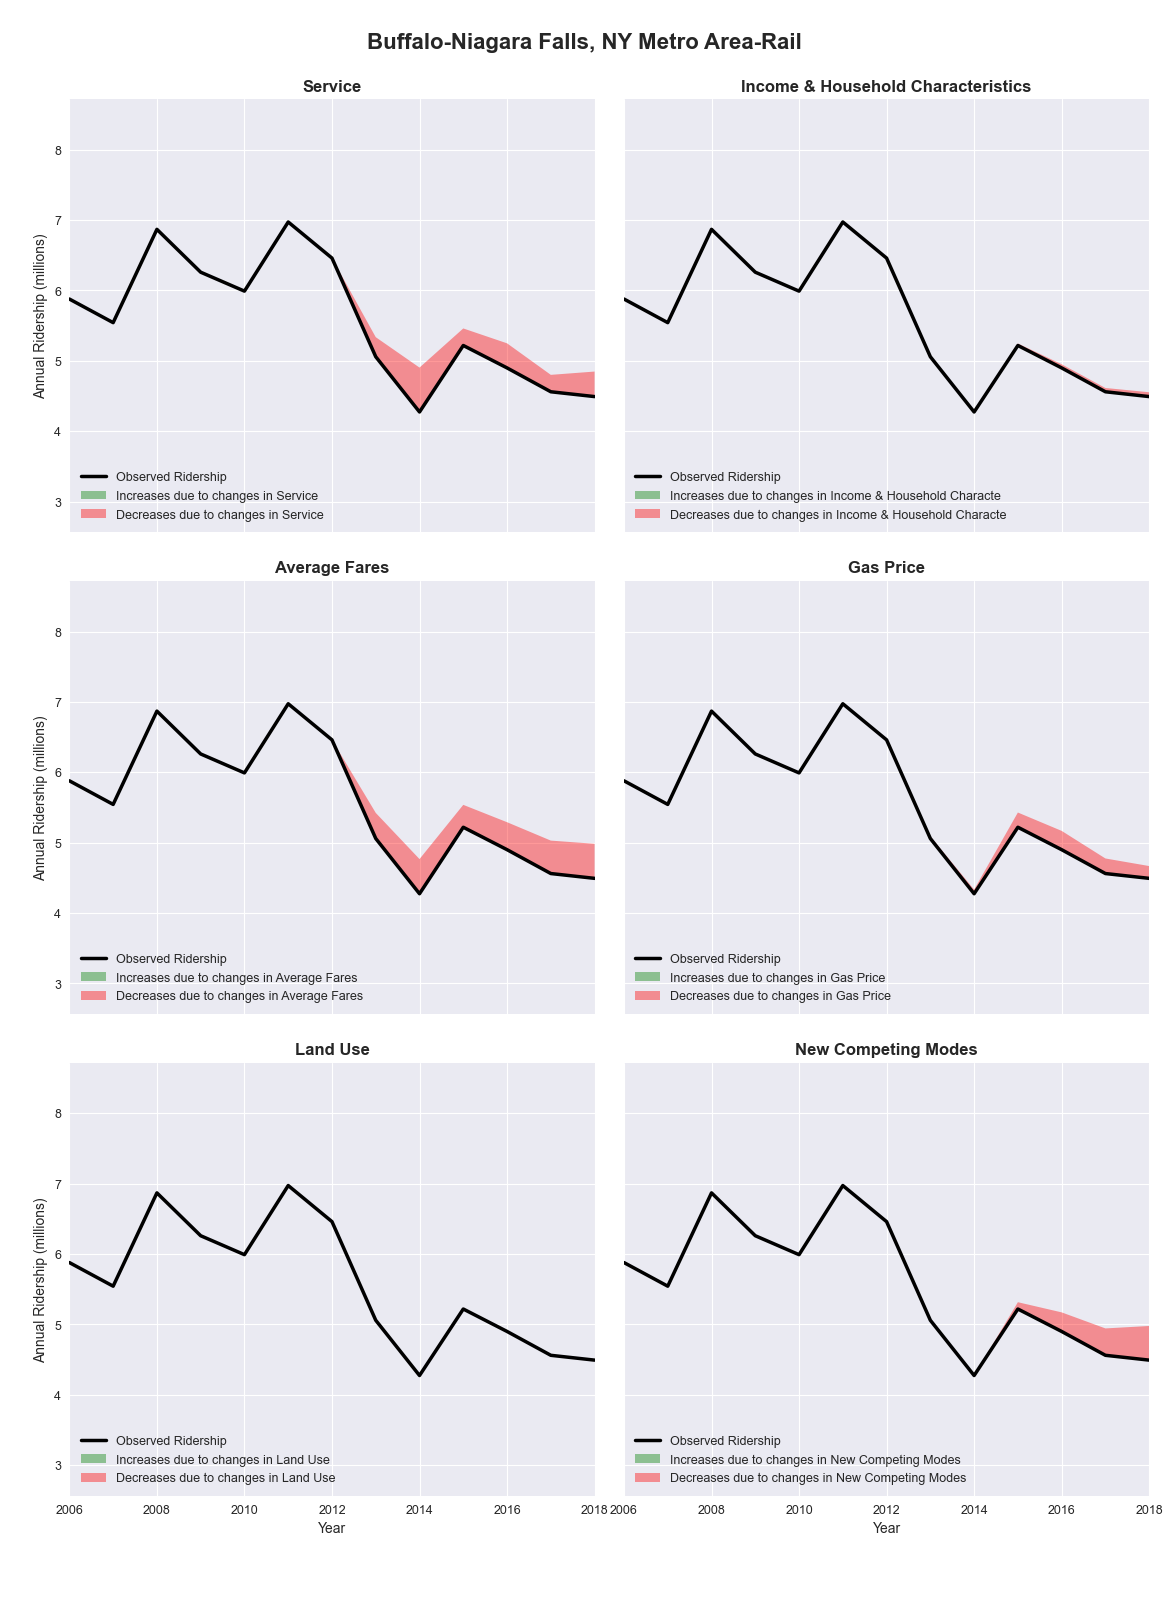 Buffalo-Niagara Falls, NY Metro Area-Rail
Service
Annual Ridership (millions)
8
7
6
5
4
3
Observed Ridership
Increases due to changes in Service
Decreases due to changes in Service
Income & Household Characteristics
Observed Ridership
Increases due to changes in Income & Household Characte
Decreases due to changes in Income & Household Characte
Average Fares
Annual Ridership (millions)
8
7
6
5
4
3
Observed Ridership
Increases due to changes in Average Fares
Decreases due to changes in Average Fares
Gas Price
Observed Ridership
Increases due to changes in Gas Price
Decreases due to changes in Gas Price
Land Use
Annual Ridership (millions)
8
7
6
5
4
3
Observed Ridership
Increases due to changes in Land Use
Decreases due to changes in Land Use
2006 2008 2010 2012 2014 2016 2018
Year
New Competing Modes
Observed Ridership
Increases due to changes in New Competing Modes
Decreases due to changes in New Competing Modes
2006 2008 2010 2012 2014 2016 2018
Year